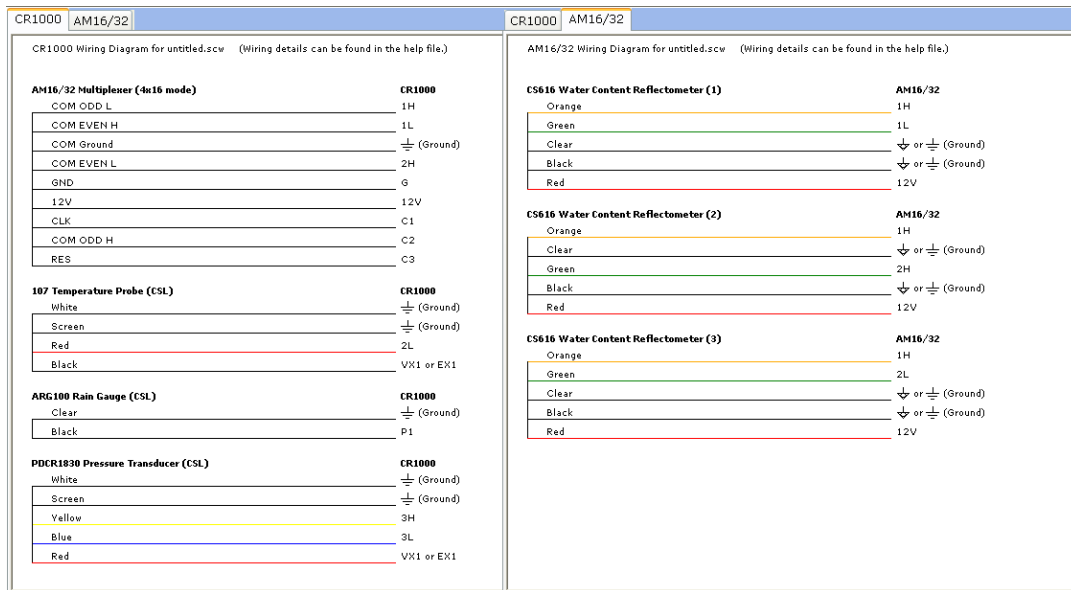 CR1000 AM16/32
CR1000 Wiring Diagram for untitled.scw (Wiring details can be found in the help file.)
AM16/32 Multiplexer (4x16 mode) CR1000
COM ODD L 1H
COM EVEN H 1L
COM Ground (Ground)
COM EVEN L 2H
GND G
12V 12V
CLK C1
COM ODD H C2
RES C3
107 Temperature Probe (CSL) CR1000
White (Ground)
Screen (Ground)
Red 2L
Black VX1 or EX1
ARG100 Rain Gauge (CSL) CR1000
Clear (Ground)
Black P1
PDCR1830 Pressure Transducer (CSL) CR1000
White (Ground)
Screen (Ground)
Yellow 3H
Blue 3L
Red VX1 or EX1
CR1000 AM16/32
AM16/32 Wiring Diagram for untitled.scw (Wiring details can be found in the help file.)
CS616 Water Content Reflectometer (1) AM16/32
Orange 1H
Green 1L
Clear or (Ground)
Black or (Ground)
Red 12V
CS616 Water Content Reflectometer (2) AM16/32
Orange 1H
Clear or (Ground)
Green 2H
Black or (Ground)
Red 12V
CS616 Water Content Reflectometer (3) AM16/32
Orange 1H
Green 2L
Clear or (Ground)
Black or (Ground)
Red 12V